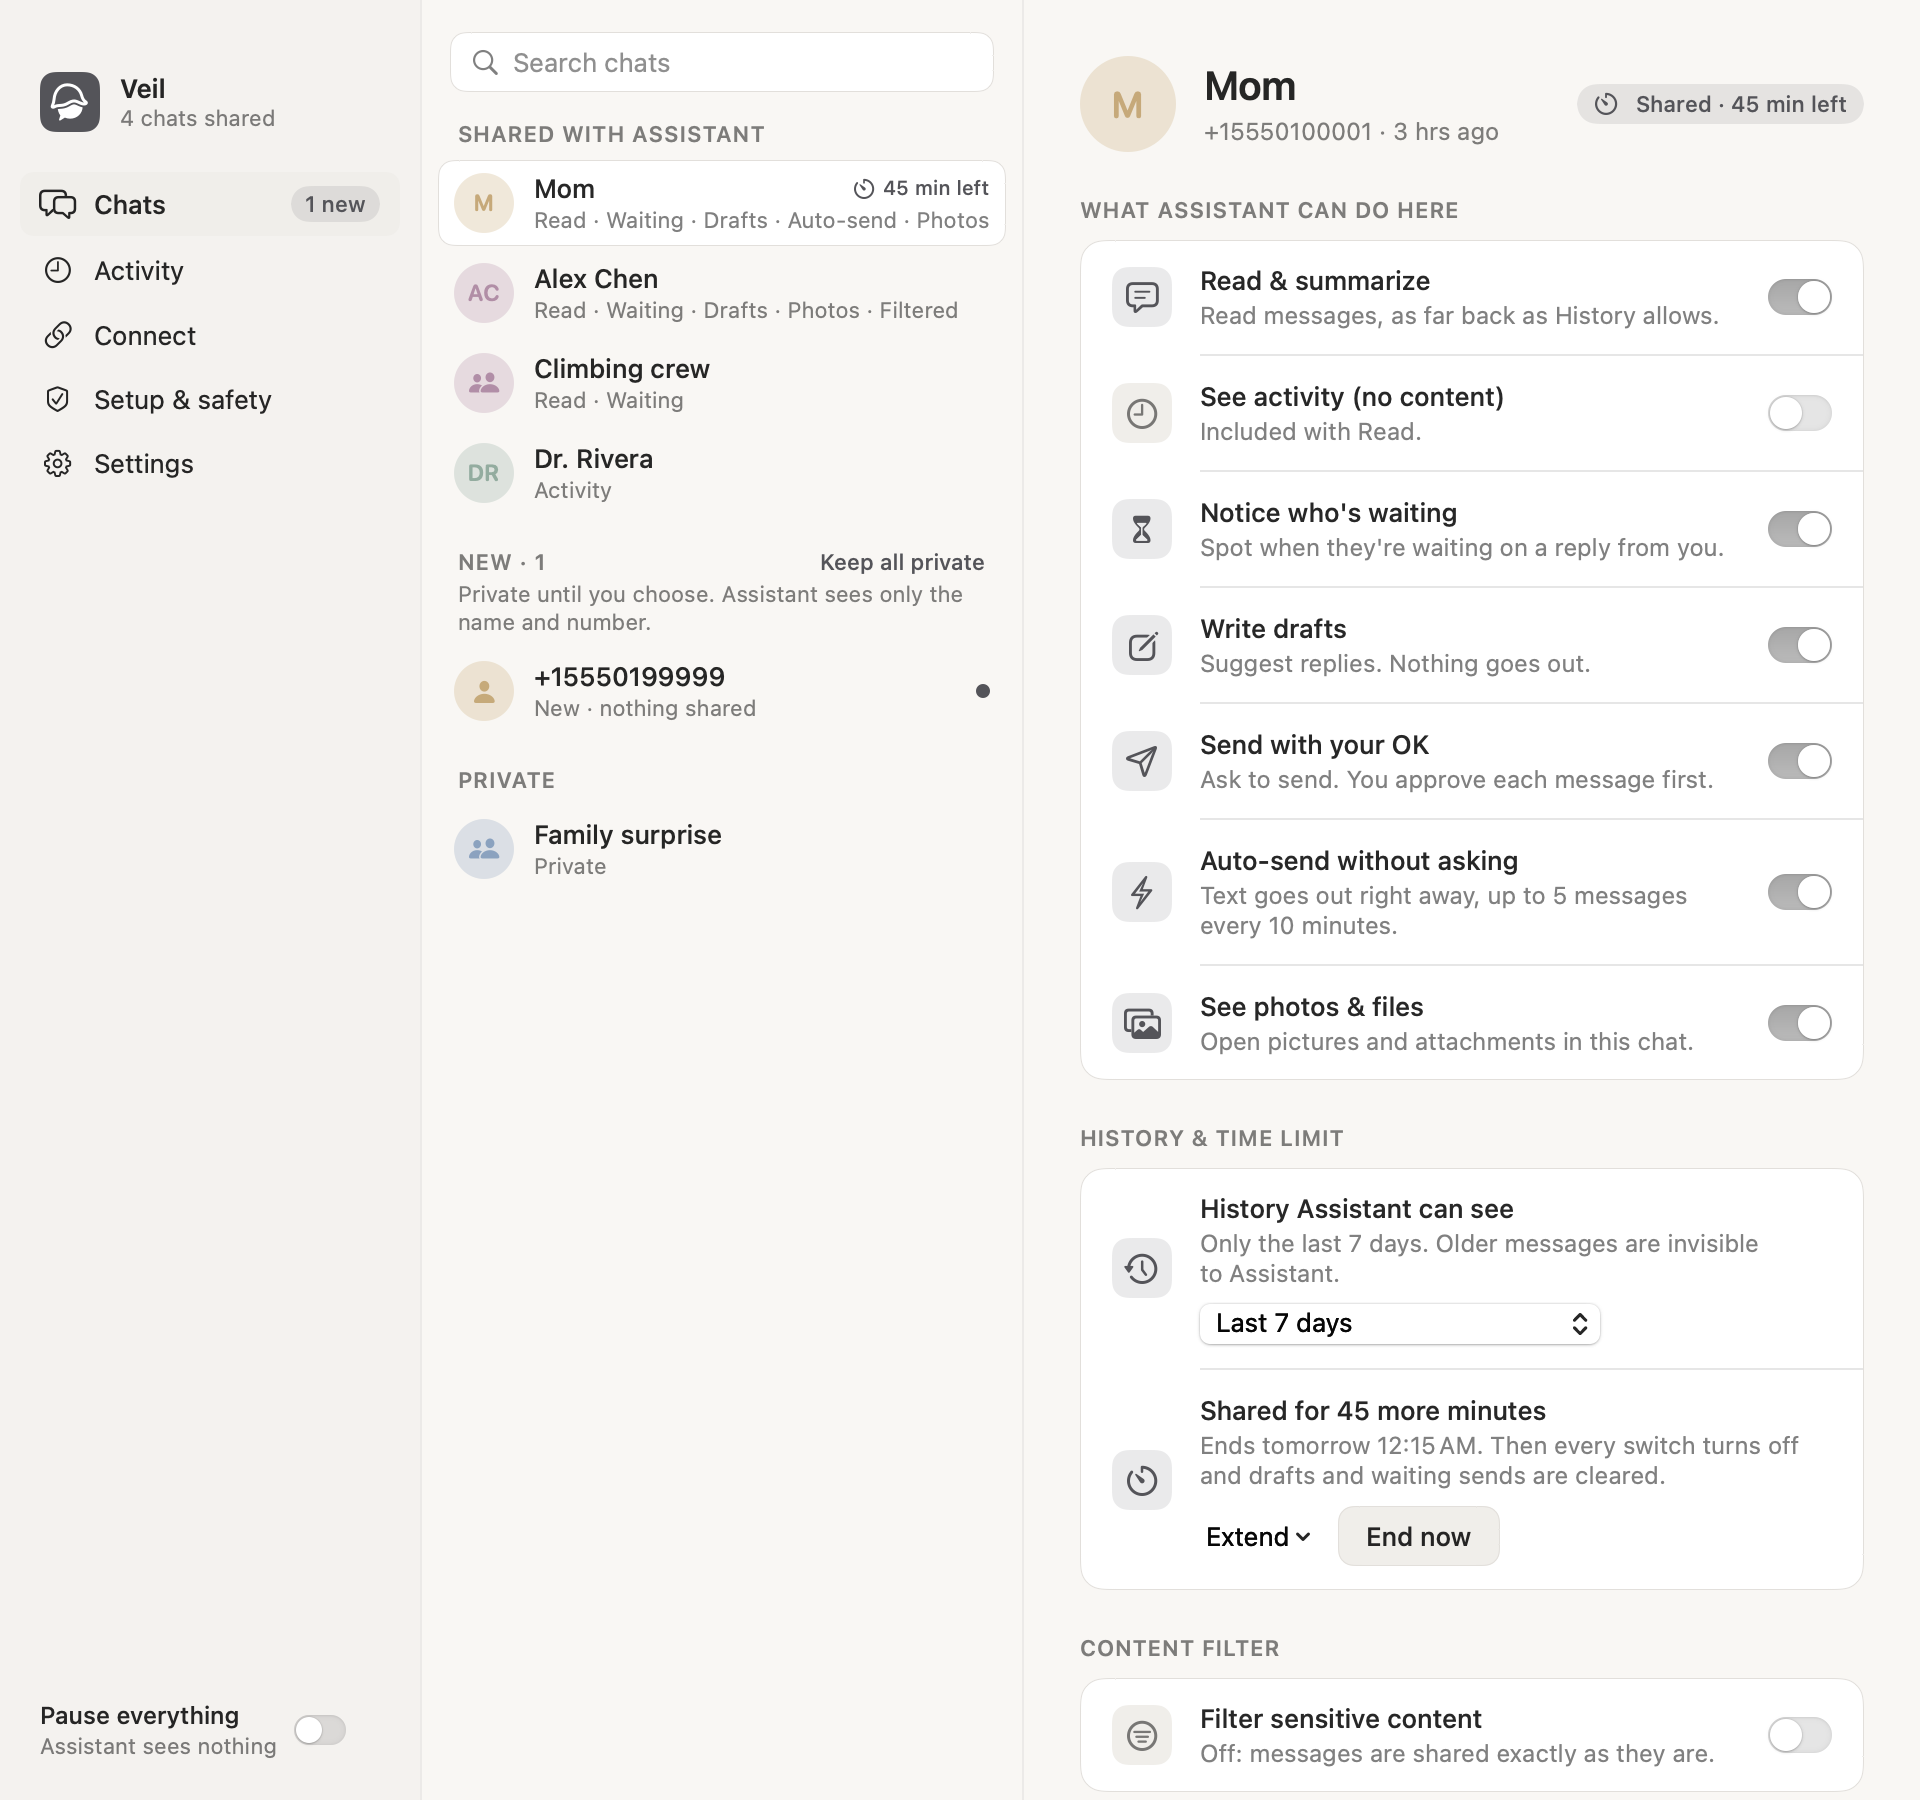 Veil
4 chats shared
Chats
1 new
Activity
Connect
Setup & safety
Settings
Pause everything
Assistant sees nothing
Search chats
SHARED WITH ASSISTANT
M
Mom
45 min left
Read · Waiting · Drafts · Auto-send · Photos
AC
Alex Chen
Read · Waiting · Drafts · Photos · Filtered
Climbing crew
Read · Waiting
DR
Dr. Rivera
Activity
NEW · 1
Keep all private
Private until you choose. Assistant sees only the
name and number.
+15550199999
New · nothing shared
PRIVATE
Family surprise
Private
M
Mom
+15550100001 · 3 hrs ago
Shared · 45 min left
WHAT ASSISTANT CAN DO HERE
Read & summarize
Read messages, as far back as History allows.
See activity (no content)
Included with Read.
Notice who's waiting
Spot when they're waiting on a reply from you.
Write drafts
Suggest replies. Nothing goes out.
Send with your OK
Ask to send. You approve each message first.
Auto-send without asking
Text goes out right away, up to 5 messages
every 10 minutes.
See photos & files
Open pictures and attachments in this chat.
HISTORY & TIME LIMIT
History Assistant can see
Only the last 7 days. Older messages are invisible
to Assistant.
Last 7 days
Shared for 45 more minutes
Ends tomorrow 12:15 AM. Then every switch turns off
and drafts and waiting sends are cleared.
Extend
End now
CONTENT FILTER
Filter sensitive content
Off: messages are shared exactly as they are.